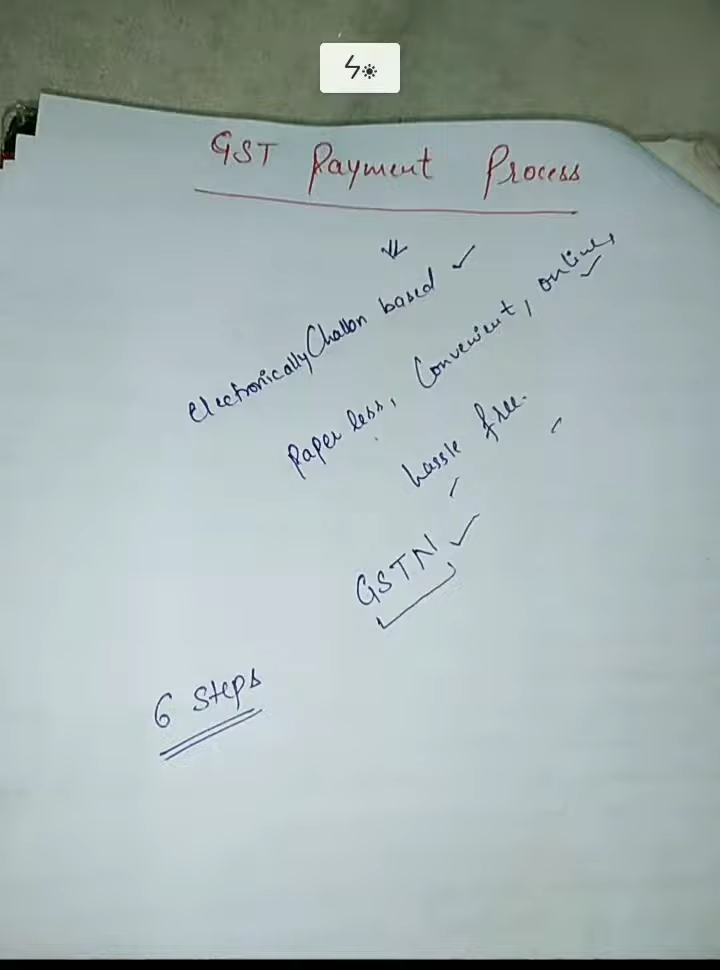 GST Payment Process
Electronically Challan based
Paper less, Convenient, online,
hassle free.
GSTN
6 Steps